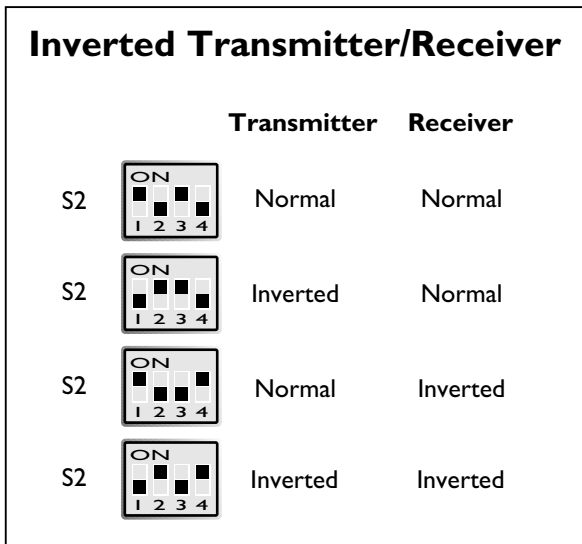 Inverted Transmitter/Receiver
Transmitter Receiver
ON
S2 Normal Normal
1 2 3 4
ON
S2 Inverted Normal
1 2 3 4
ON
S2 Normal Inverted
1 2 3 4
ON
S2 Inverted Inverted
1 2 3 4